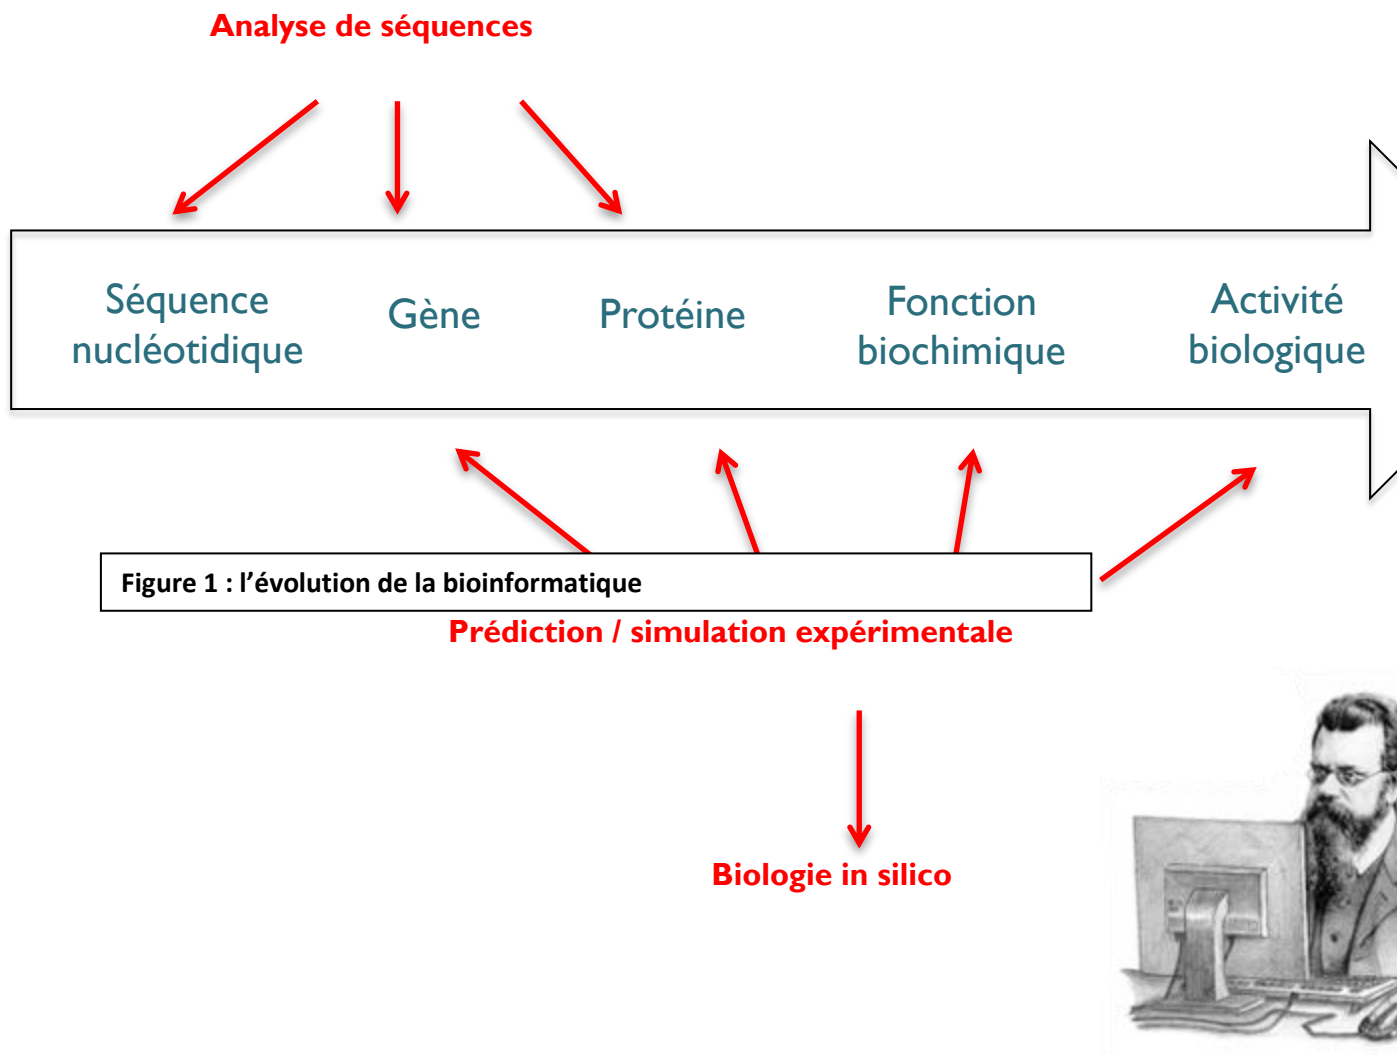 Analyse de séquences
Séquence
nucléotidique
Gène
Protéine
Fonction
biochimique
Activité
biologique
Figure 1 : l’évolution de la bioinformatique
Prédiction / simulation expérimentale
Biologie in silico